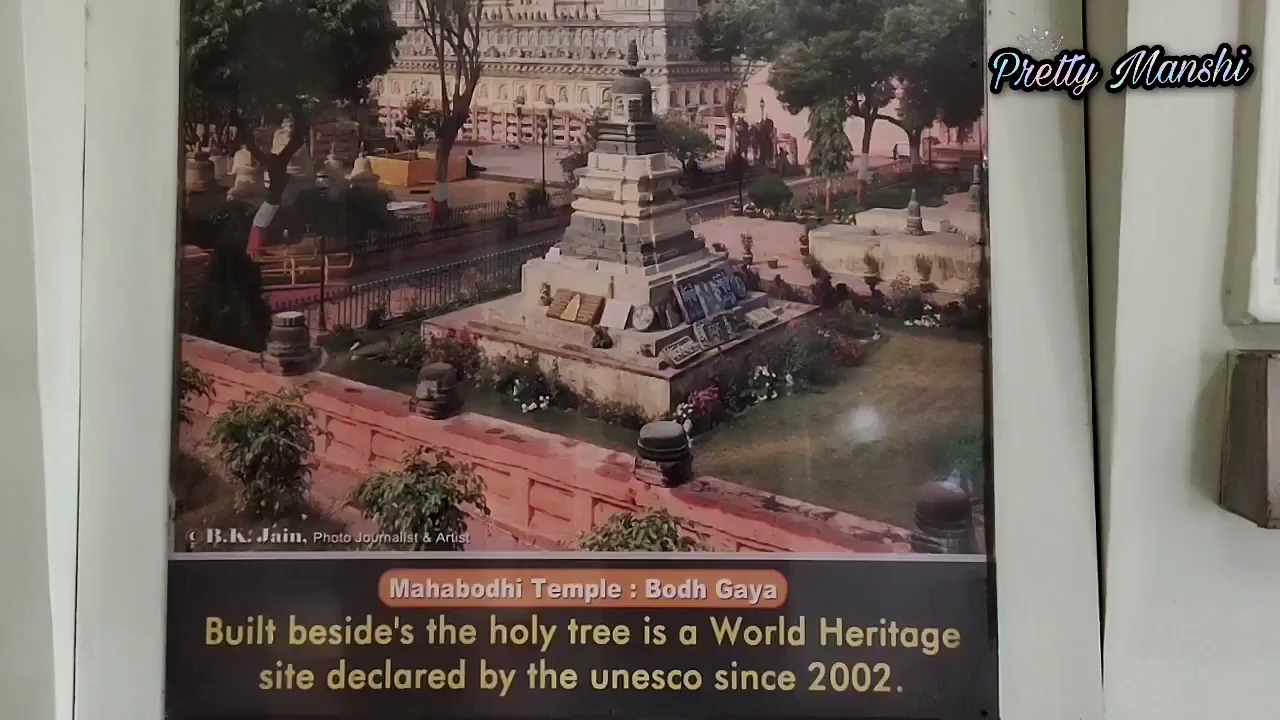 Pretty Manshi
© B.K. Jain, Photo Journalist & Artist
Mahabodhi Temple : Bodh Gaya
Built beside's the holy tree is a World Heritage
site declared by the unesco since 2002.